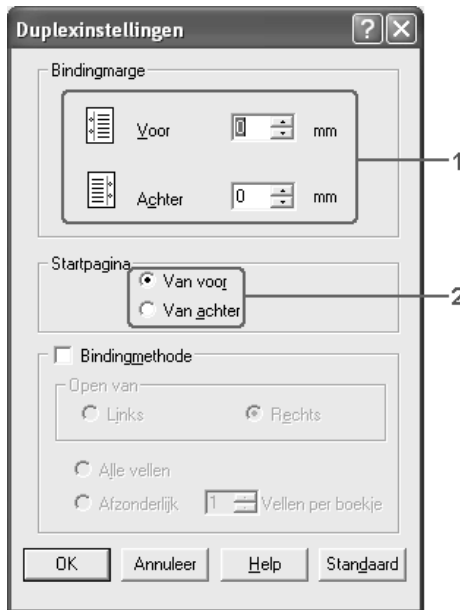 Duplexinstellingen
Bindingmarge
Voor 0 mm
1
Achter 0 mm
Startpagina
Van voor
2
Van achter
Bindingmethode
Open van
Links Rechts
Alle vellen
Afzonderlijk 1 Vellen per boekje
OK Annuleer Help Standaard